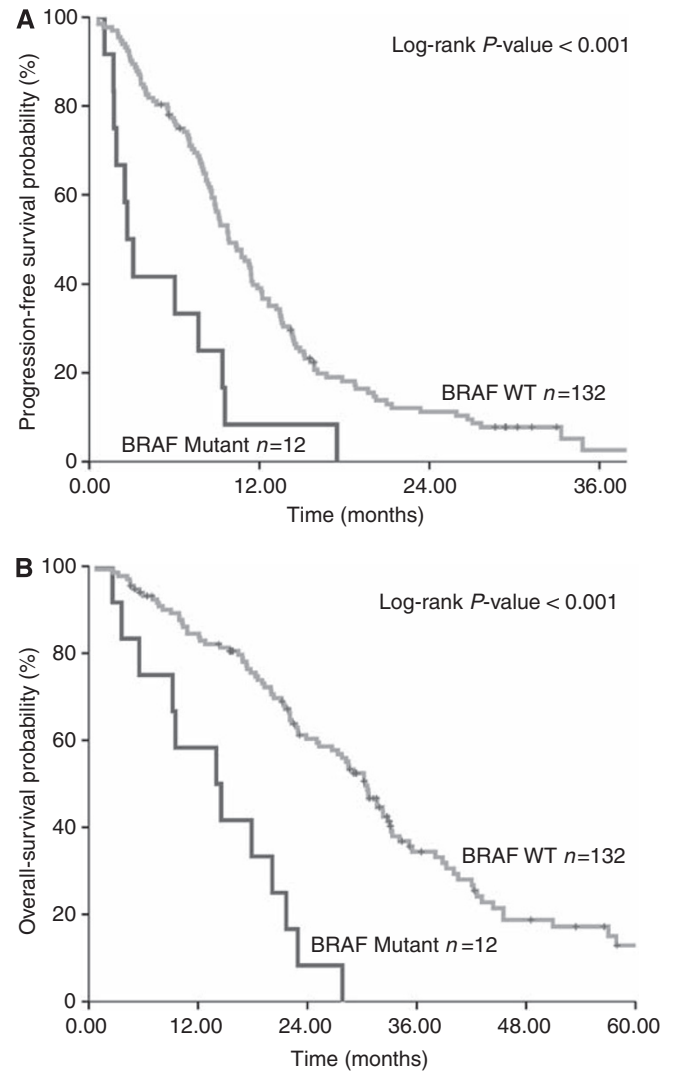 A
Log-rank P-value < 0.001
Progression-free survival probability (%)
100
80
60
40
20
0
BRAF WT n=132
BRAF Mutant n=12
0.00 12.00 24.00 36.00
Time (months)
B
Log-rank P-value < 0.001
Overall-survival probability (%)
100
80
60
40
20
0
BRAF WT n=132
BRAF Mutant n=12
0.00 12.00 24.00 36.00 48.00 60.00
Time (months)